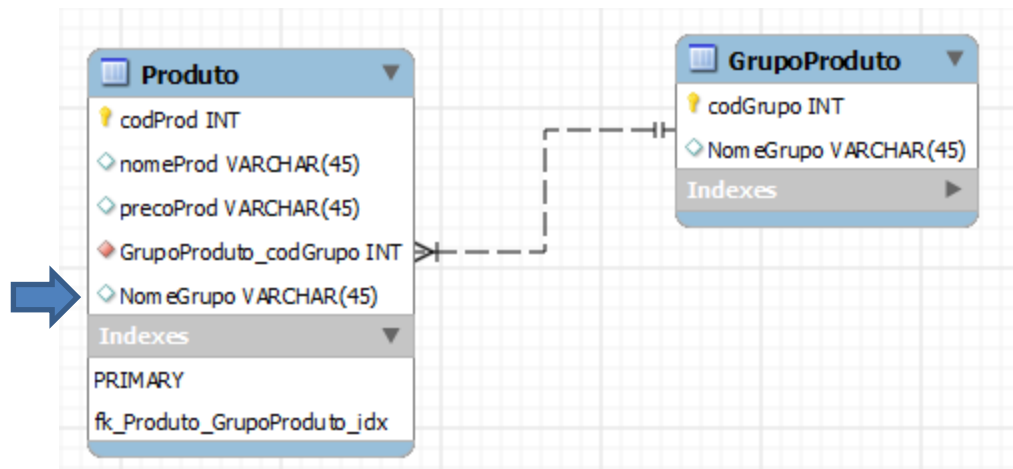 Produto
codProd INT
nomeProd VARCHAR(45)
precoProd VARCHAR(45)
GrupoProduto_codGrupo INT
NomeGrupo VARCHAR(45)
Indexes
PRIMARY
fk_Produto_GrupoProduto_idx
GrupoProduto
codGrupo INT
NomeGrupo VARCHAR(45)
Indexes